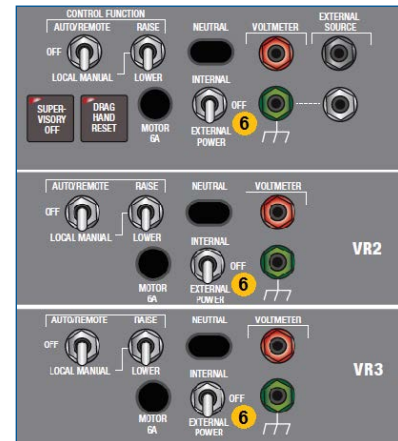 CONTROL FUNCTION
AUTO/REMOTE RAISE NEUTRAL VOLTMETER EXTERNAL SOURCE
OFF
LOCAL MANUAL LOWER INTERNAL
OFF
SUPER-VISORY OFF
DRAG HAND RESET
MOTOR 6A
EXTERNAL POWER
6
AUTO/REMOTE RAISE NEUTRAL VOLTMETER
OFF
LOCAL MANUAL LOWER INTERNAL
VR2
OFF
MOTOR 6A
EXTERNAL POWER
6
AUTO/REMOTE RAISE NEUTRAL VOLTMETER
OFF
LOCAL MANUAL LOWER INTERNAL
VR3
OFF
MOTOR 6A
EXTERNAL POWER
6